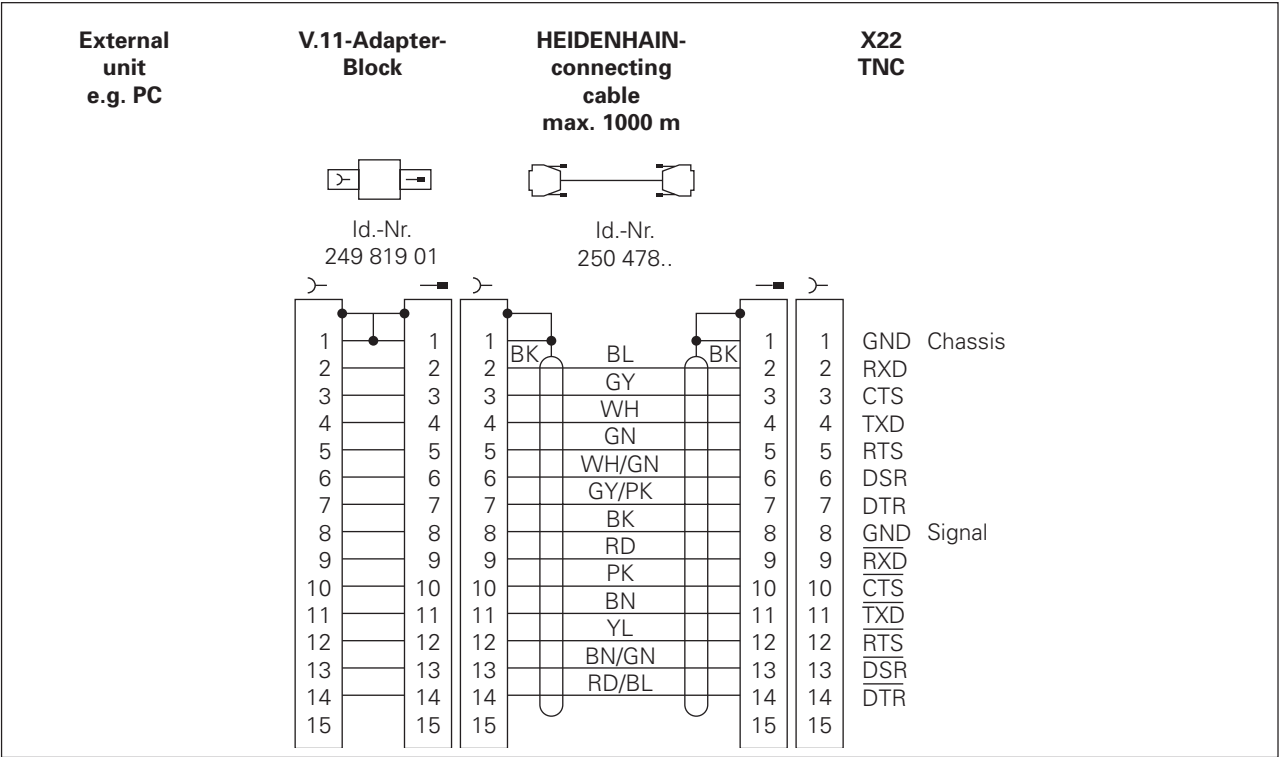 External unit e.g. PC
V.11-Adapter-Block
HEIDENHAIN-connecting cable max. 1000 m
X22 TNC
Id.-Nr. 249 819 01
Id.-Nr. 250 478..
1 1 1 BK BK 1 1 GND Chassis
2 2 2 BL 2 2 RXD
3 3 3 GY 3 3 CTS
4 4 4 WH 4 4 TXD
5 5 5 GN 5 5 RTS
6 6 6 WH/GN 6 6 DSR
7 7 7 GY/PK 7 7 DTR
8 8 8 BK 8 8 GND Signal
9 9 9 RD 9 9 RXD
10 10 10 PK 10 10 CTS
11 11 11 BN 11 11 TXD
12 12 12 YL 12 12 RTS
13 13 13 BN/GN 13 13 DSR
14 14 14 RD/BL 14 14 DTR
15 15 15 15 15